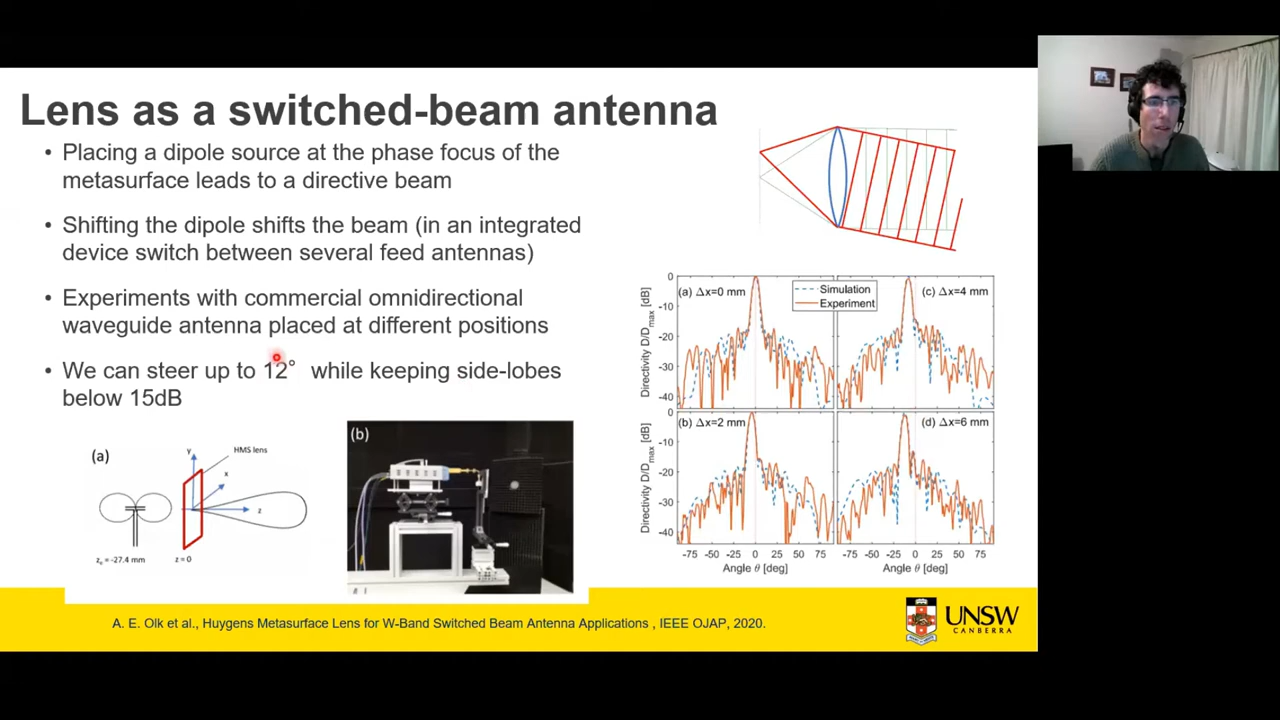 Lens as a switched-beam antenna
• Placing a dipole source at the phase focus of the
metasurface leads to a directive beam
• Shifting the dipole shifts the beam (in an integrated
device switch between several feed antennas)
• Experiments with commercial omnidirectional
waveguide antenna placed at different positions
• We can steer up to 12° while keeping side-lobes
below 15dB
(a)
y
HMS lens
x
z
z₀ = -27.4 mm
z = 0
(b)
Directivity D/Dmax [dB]
0
-10
-20
-30
-40
(a) Δx=0 mm
Simulation
Experiment
(c) Δx=4 mm
Directivity D/Dmax [dB]
0
-10
-20
-30
-40
(b) Δx=2 mm
(d) Δx=6 mm
-75 -50 -25 0 25 50 75
-75 -50 -25 0 25 50 75
Angle θ [deg]
Angle θ [deg]
A. E. Olk et al., Huygens Metasurface Lens for W-Band Switched Beam Antenna Applications , IEEE OJAP, 2020.
UNSW
CANBERRA